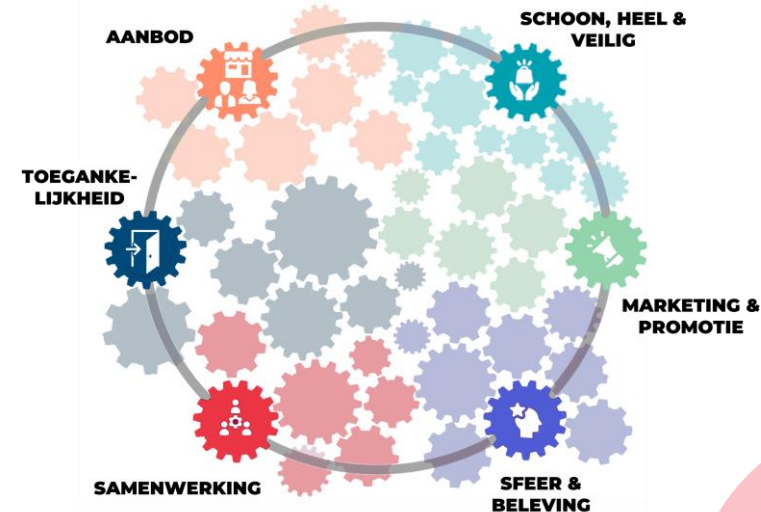 AANBOD
SCHOON, HEEL &
VEILIG
TOEGANKE-
LIJKHEID
MARKETING &
PROMOTIE
SAMENWERKING
SFEER &
BELEVING